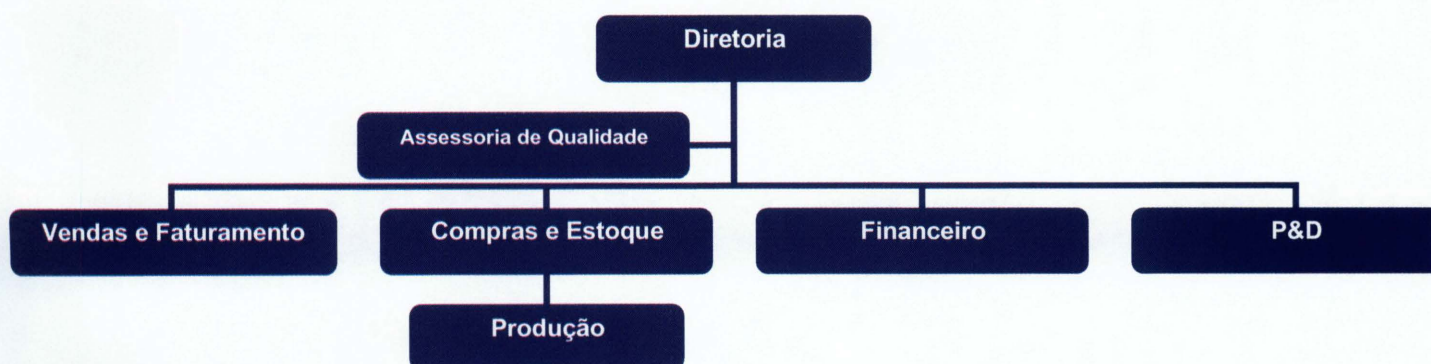 Diretoria
Assessoria de Qualidade
Vendas e Faturamento
Compras e Estoque
Financeiro
P&D
Produção